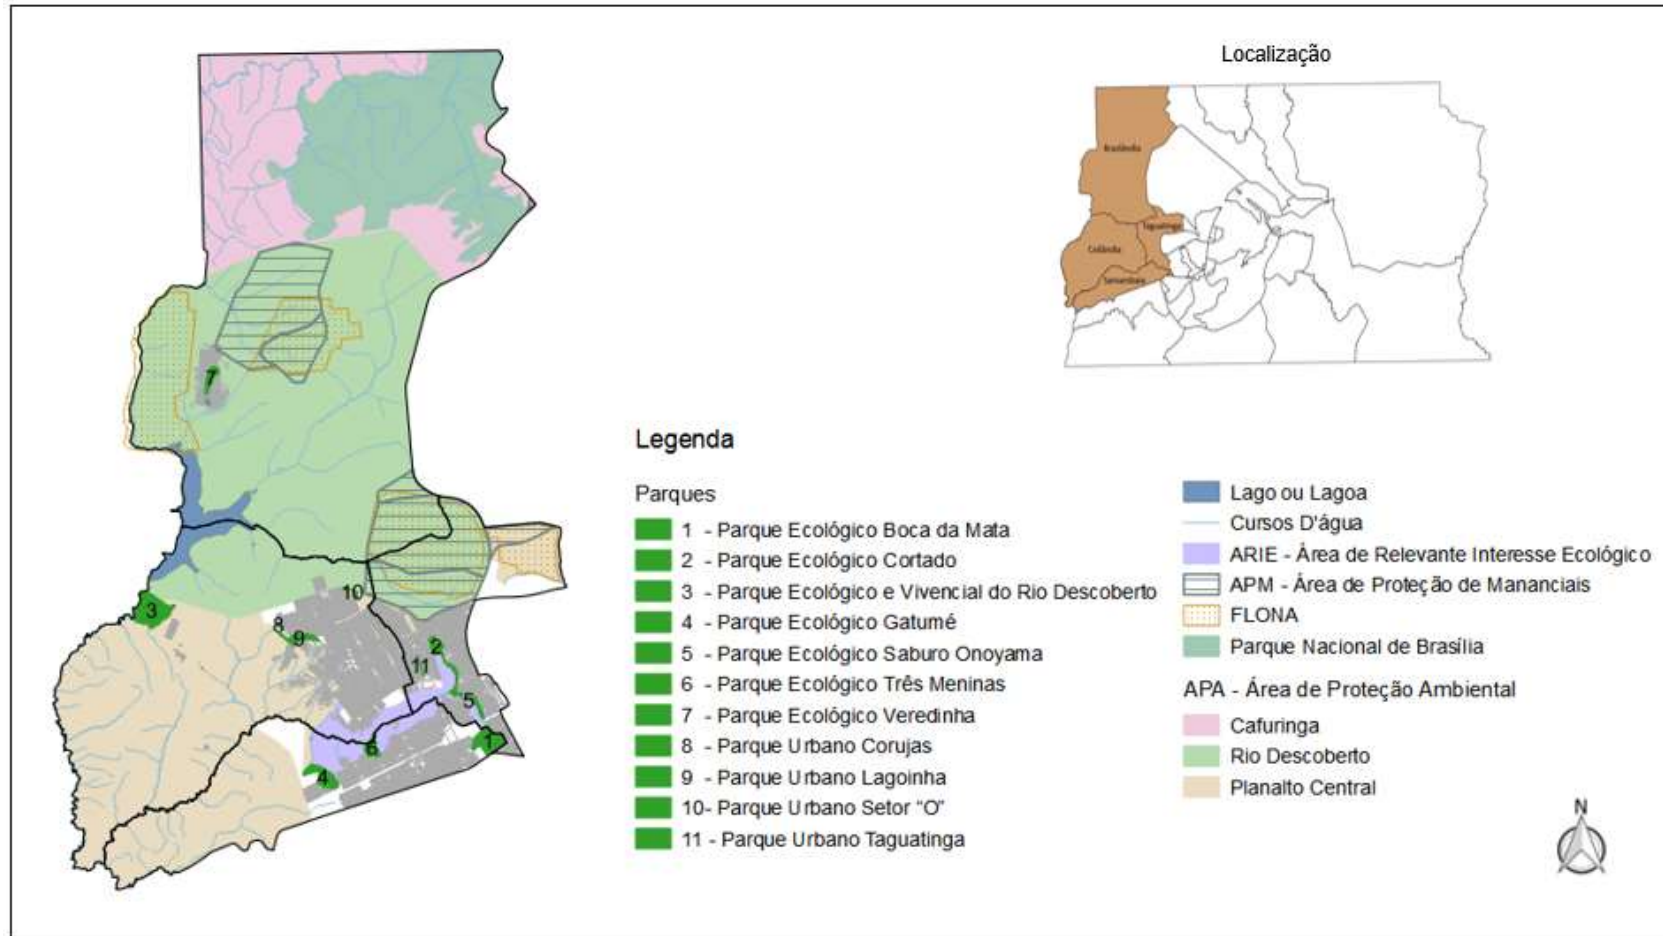 Localização
Brazlândia
Taguatinga
Ceilândia
Samambaia
7
3
10
8
9
2
11
5
1
6
4
Legenda
Parques
1 - Parque Ecológico Boca da Mata
2 - Parque Ecológico Cortado
3 - Parque Ecológico e Vivencial do Rio Descoberto
4 - Parque Ecológico Gatumé
5 - Parque Ecológico Saburo Onoyama
6 - Parque Ecológico Três Meninas
7 - Parque Ecológico Veredinha
8 - Parque Urbano Corujas
9 - Parque Urbano Lagoinha
10- Parque Urbano Setor "O"
11 - Parque Urbano Taguatinga
Lago ou Lagoa
Cursos D'água
ARIE - Área de Relevante Interesse Ecológico
APM - Área de Proteção de Mananciais
FLONA
Parque Nacional de Brasília
APA - Área de Proteção Ambiental
Cafuringa
Rio Descoberto
Planalto Central
N